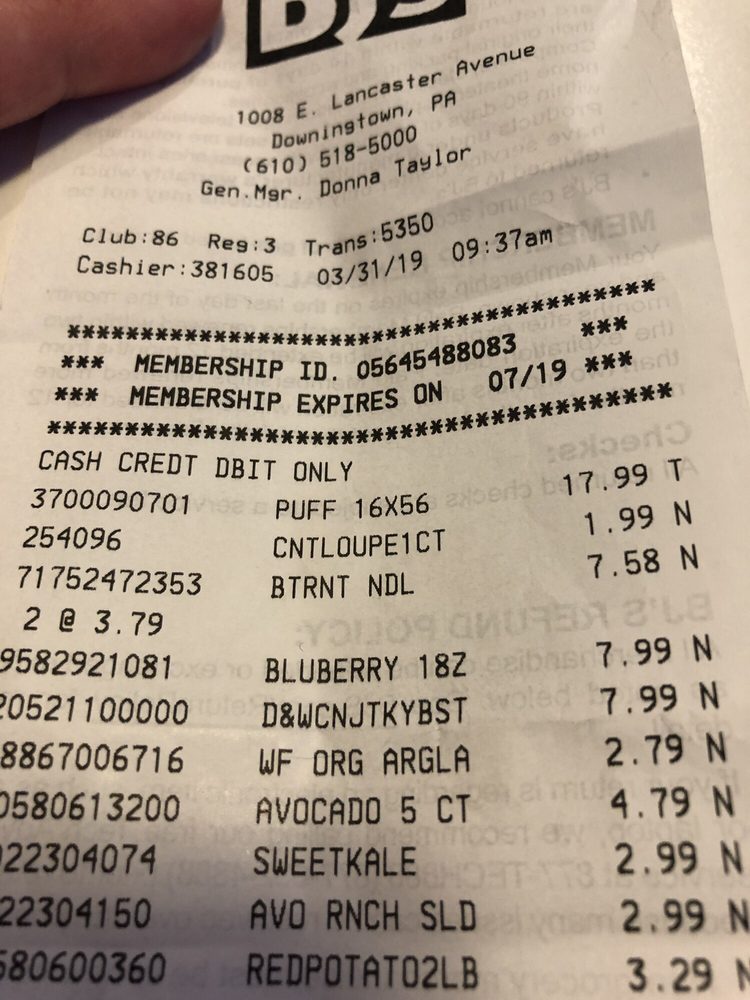 BJ's
1008 E. Lancaster Avenue
Downingtown, PA
(610) 518-5000
Gen.Mgr. Donna Taylor
Club:86 Reg:3 Trans:5350
Cashier:381605 03/31/19 09:37am
****************************************
*** MEMBERSHIP ID. 05645488083 ***
*** MEMBERSHIP EXPIRES ON 07/19 ***
****************************************
CASH CREDT DBIT ONLY
3700090701 PUFF 16X56 17.99 T
254096 CNTLOUPE1CT 1.99 N
71752472353 BTRNT NDL 7.58 N
2 @ 3.79
9582921081 BLUBERRY 18Z 7.99 N
20521100000 D&WCNJTKYBST 7.99 N
8867006716 WF ORG ARGLA 2.79 N
0580613200 AVOCADO 5 CT 4.79 N
022304074 SWEETKALE 2.99 N
22304150 AVO RNCH SLD 2.99 N
580600360 REDPOTATO2LB 3.29 N